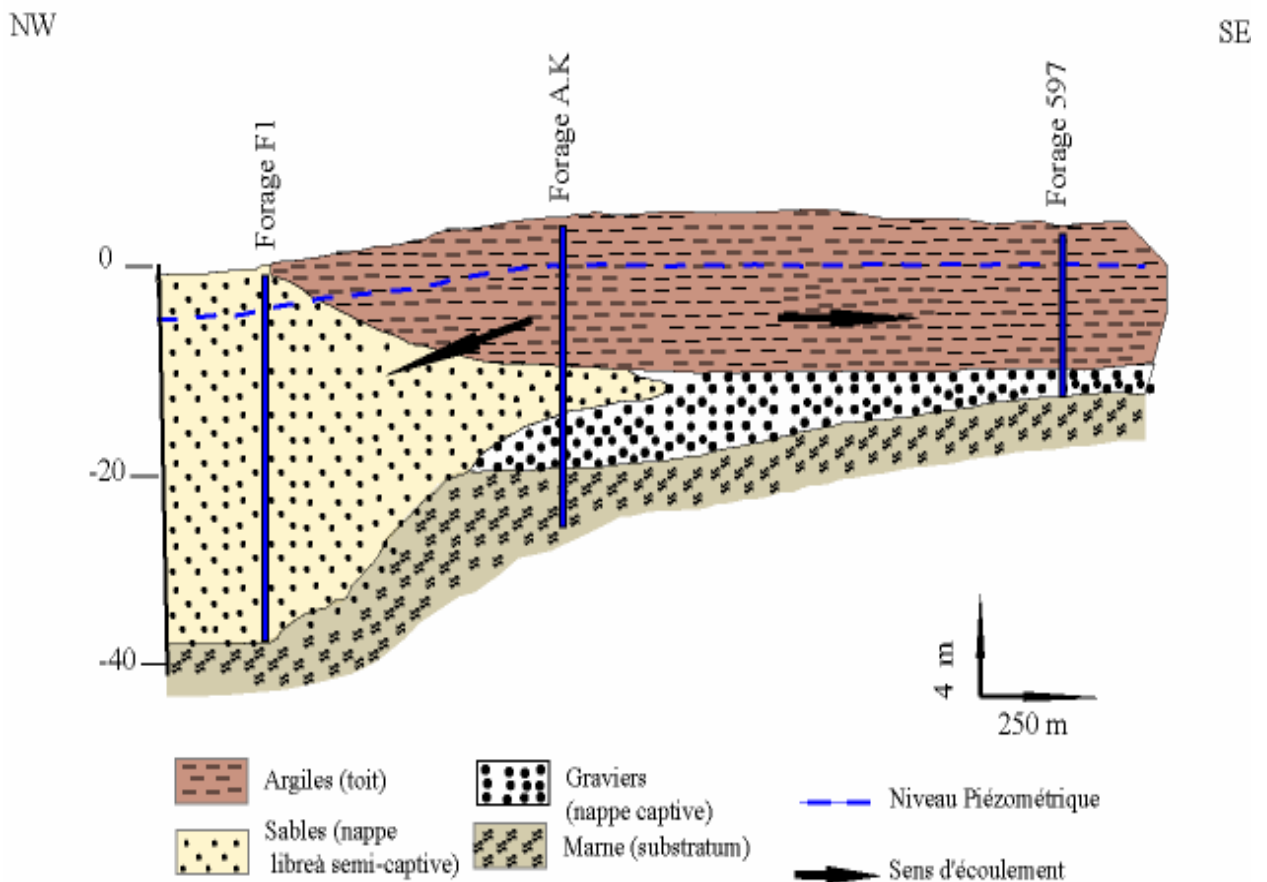 NW
SE
Forage F1
Forage A.K
Forage 597
0
-20
-40
4 m
250 m
Argiles (toit)
Sables (nappe
libreà semi-captive)
Graviers
(nappe captive)
Marne (substratum)
Niveau Piézométrique
Sens d'écoulement